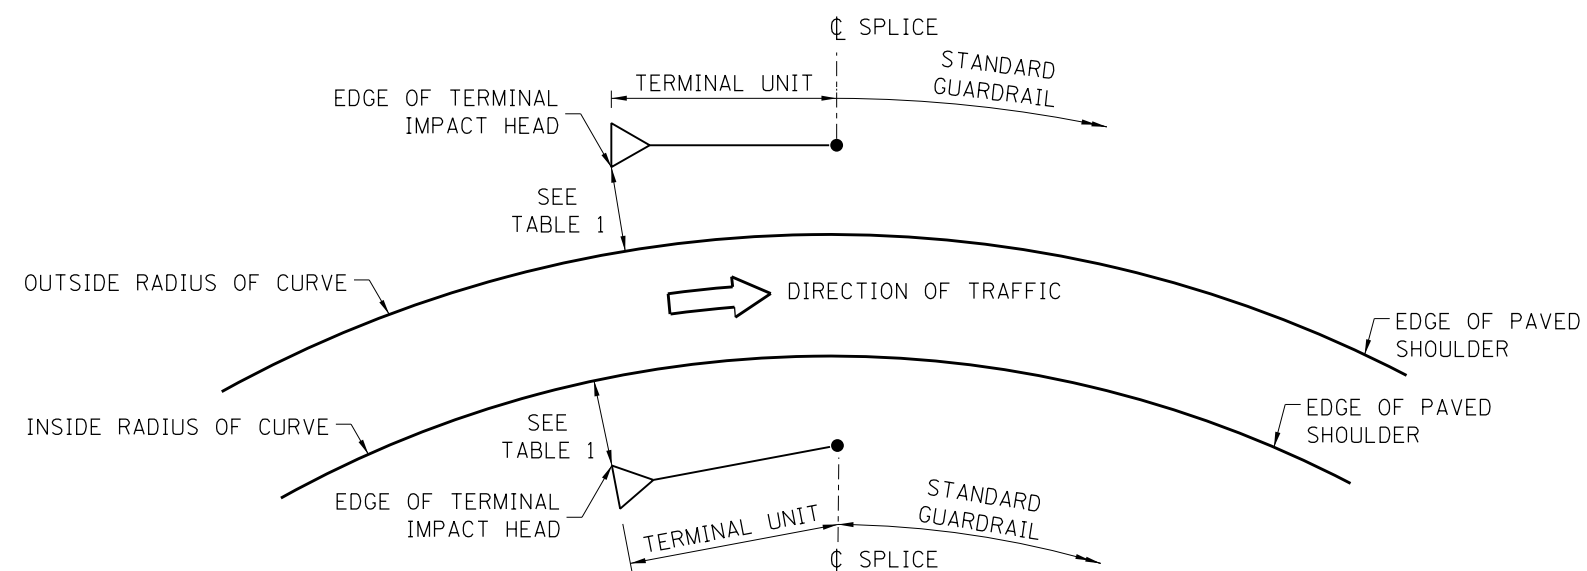 ℄ SPLICE
STANDARD
GUARDRAIL
TERMINAL UNIT
EDGE OF TERMINAL
IMPACT HEAD
SEE
TABLE 1
OUTSIDE RADIUS OF CURVE
DIRECTION OF TRAFFIC
EDGE OF PAVED
SHOULDER
INSIDE RADIUS OF CURVE
SEE
TABLE 1
EDGE OF PAVED
SHOULDER
EDGE OF TERMINAL
IMPACT HEAD
TERMINAL UNIT
STANDARD
GUARDRAIL
℄ SPLICE